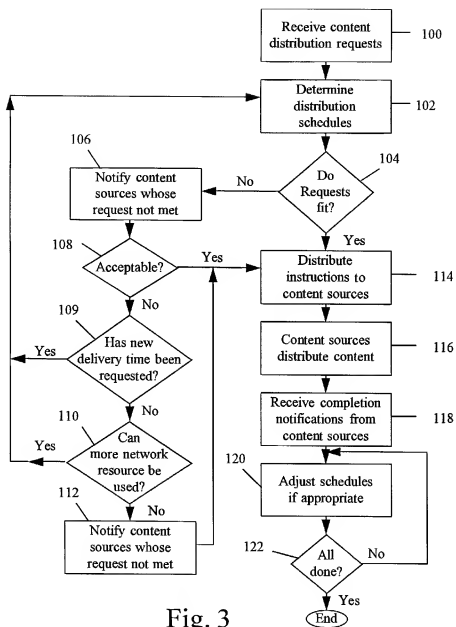 Receive content
distribution requests
100
Determine
distribution
schedules
102
106
Notify content
sources whose
request not met
No
Do
Requests
fit?
104
Yes
108
Acceptable?
Yes
Distribute
instructions to
content sources
114
No
109
Has new
delivery time been
requested?
Yes
Content sources
distribute content
116
No
Receive completion
notifications from
content sources
118
110
Can
more network
resource be
used?
Yes
120
Adjust schedules
if appropriate
No
112
Notify content
sources whose
request not met
122
All
done?
No
Yes
End
Fig. 3